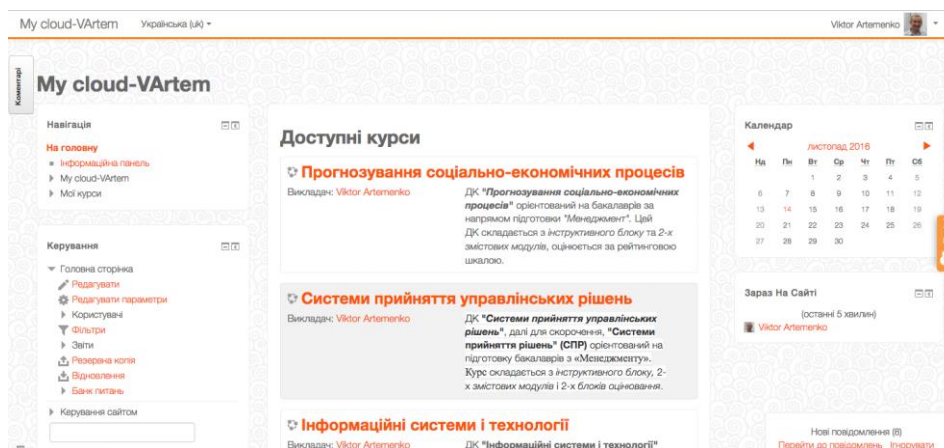 My cloud-VArtem
Українська (uk)
Viktor Artemenko
Коментарі
My cloud-VArtem
Навігація
На головну
Інформаційна панель
My cloud-VArtem
Мої курси
Керування
Головна сторінка
Редагувати
Редагувати параметри
Користувачі
Фільтри
Звіти
Резервна копія
Відновлення
Банк питань
Керування сайтом
Доступні курси
Прогнозування соціально-економічних процесів
Викладач: Viktor Artemenko
ДК "Прогнозування соціально-економічних
процесів" орієнтований на бакалаврів за
напрямом підготовки "Менеджмент". Цей
ДК складається з інструктивного блоку та 2-х
змістових модулів, оцінюється за рейтинговою
шкалою.
Системи прийняття управлінських рішень
Викладач: Viktor Artemenko
ДК "Системи прийняття управлінських
рішень", далі для скорочення, "Системи
прийняття рішень" (СПР) орієнтований на
підготовку бакалаврів з «Менеджменту».
Курс складається з інструктивного блоку, 2-
х змістових модулів і 2-х блоків оцінювання.
Інформаційні системи і технології
Викладач: Viktor Artemenko
ДК "Інформаційні системи і технології"
Календар
листопад 2016
Нд Пн Вт Ср Чт Пт Сб
1 2 3 4 5
6 7 8 9 10 11 12
13 14 15 16 17 18 19
20 21 22 23 24 25 26
27 28 29 30
Зараз На Сайті
(останні 5 хвилин)
Viktor Artemenko
Нові повідомлення (8)
Перейти до повідомлень Ігнорувати